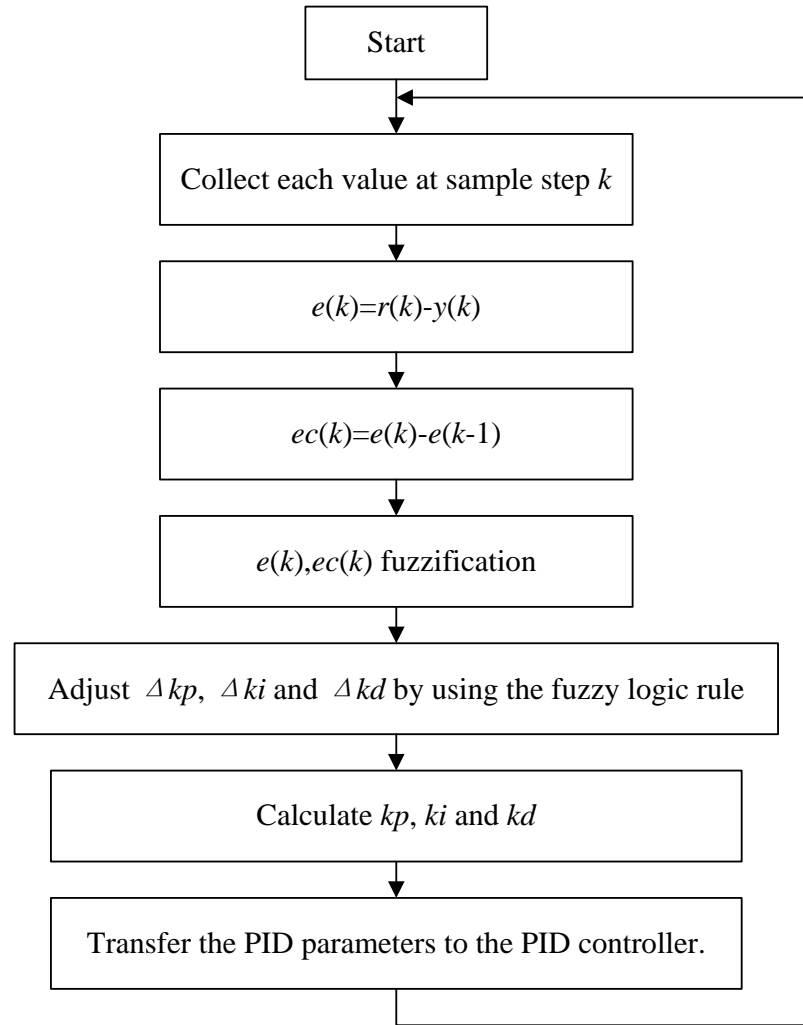 Start
Collect each value at sample step k
e(k)=r(k)-y(k)
ec(k)=e(k)-e(k-1)
e(k),ec(k) fuzzification
Adjust Δkp, Δki and Δkd by using the fuzzy logic rule
Calculate kp, ki and kd
Transfer the PID parameters to the PID controller.